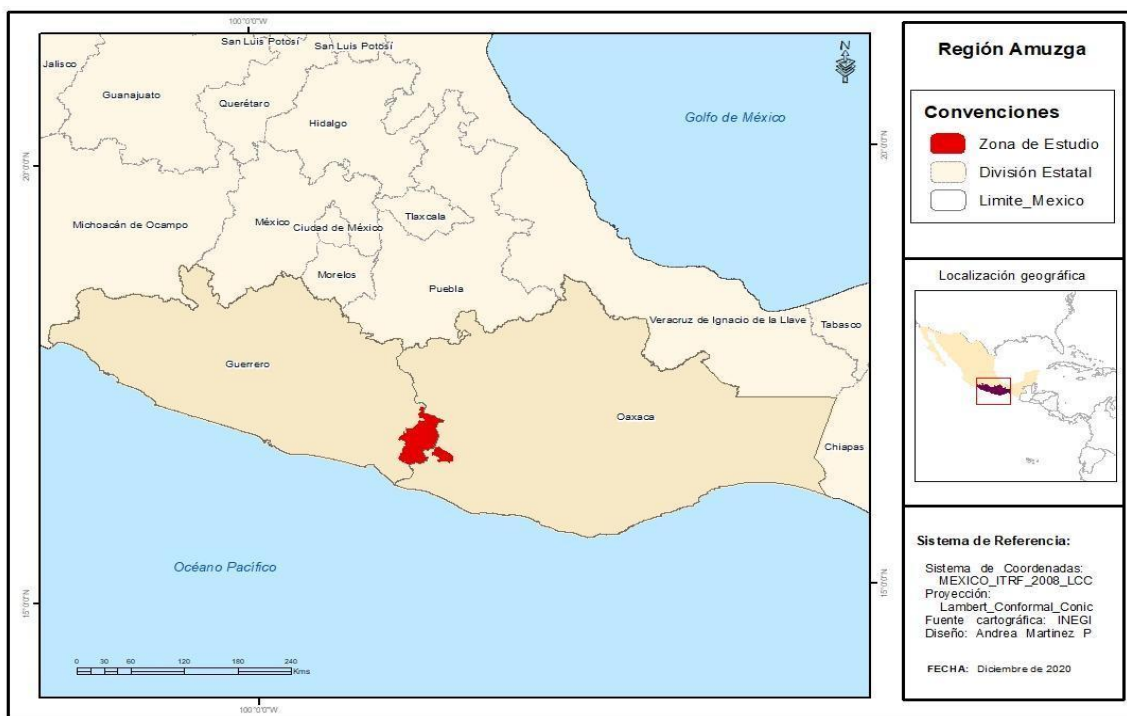 100°0'0"W
San Luis Potosí
San Luis Potosí
Jalisco
Guanajuato
Querétaro
Hidalgo
Golfo de México
N
20°0'0"N
20°0'0"N
Michoacán de Ocampo
México
Ciudad de México
Tlaxcala
Morelos
Puebla
Veracruz de Ignacio de la Llave
Tabasco
Guerrero
Oaxaca
Chiapas
Océano Pacífico
15°0'0"N
15°0'0"N
0 30 60 120 180 240
Kms
100°0'0"W
Región Amuzga
Convenciones
Zona de Estudio
División Estatal
Limite_Mexico
Localización geográfica
Sistema de Referencia:
Sistema de Coordenadas:
MEXICO_ITRF_2008_LCC
Proyección:
Lambert_Conformal_Conic
Fuente cartográfica: INEGI
Diseño: Andrea Martinez P
FECHA: Diciembre de 2020